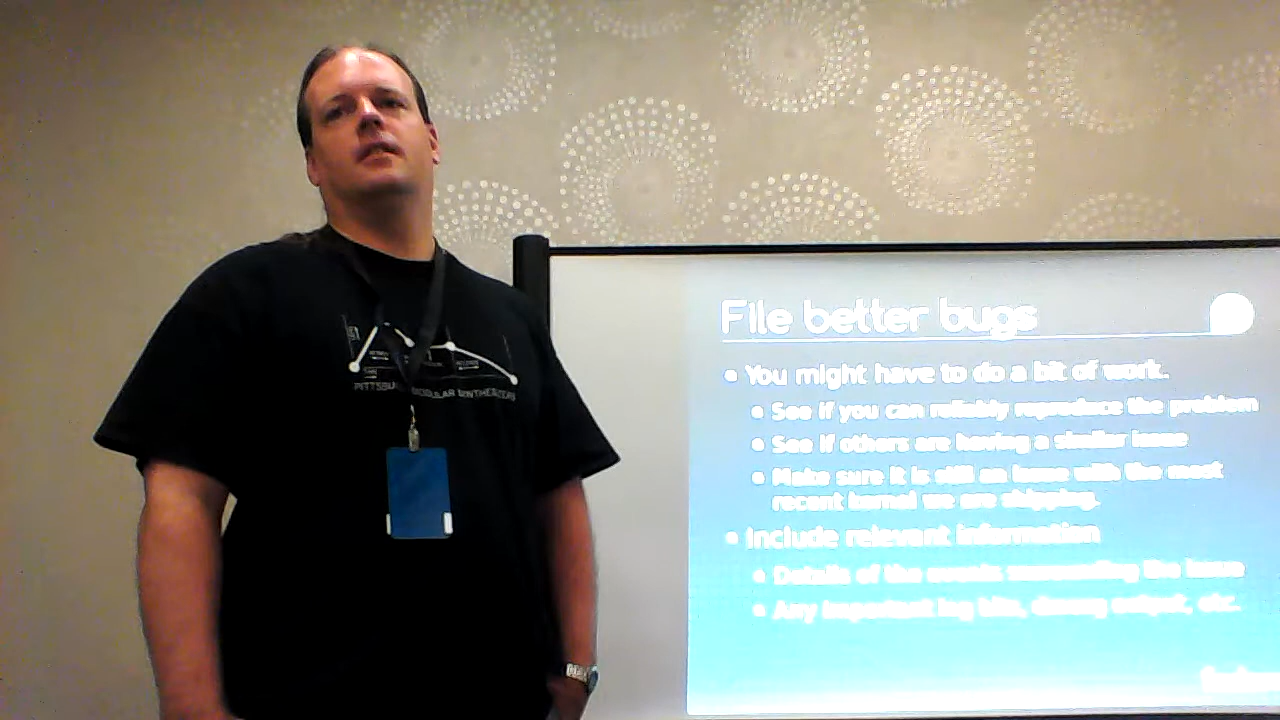 PITTSBU MODULAR SYNTHESIZERS
File better bugs
You might have to do a bit of work.
See if you can reliably reproduce the problem
See if others are having a similar issue
Make sure it is still an issue with the most
recent kernel we are shipping.
Include relevant information
Details of the events surrounding the issue
Any important log bits, dmesg output, etc.